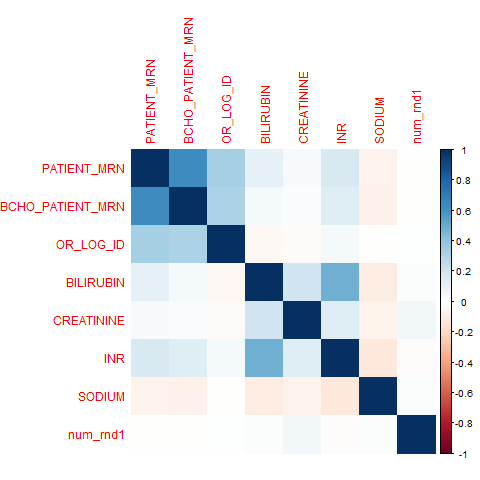 PATIENT_MRN
BCHO_PATIENT_MRN
OR_LOG_ID
BILIRUBIN
CREATININE
INR
SODIUM
num_rnd1
PATIENT_MRN
BCHO_PATIENT_MRN
OR_LOG_ID
BILIRUBIN
CREATININE
INR
SODIUM
num_rnd1
1
0.8
0.6
0.4
0.2
0
-0.2
-0.4
-0.6
-0.8
-1